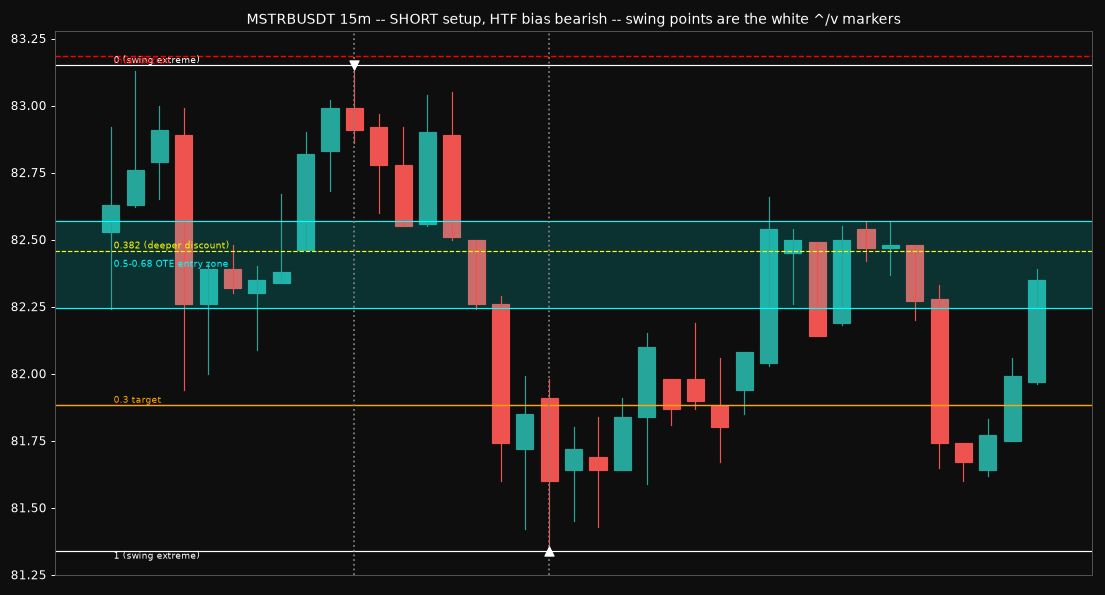 MSTRBUSDT 15m -- SHORT setup, HTF bias bearish -- swing points are the white ^/v markers
83.25
0 (swing extreme)
83.00
82.75
82.50
0.382 (deeper discount)
0.5-0.68 OTE entry zone
82.25
82.00
0.3 target
81.75
81.50
1 (swing extreme)
81.25